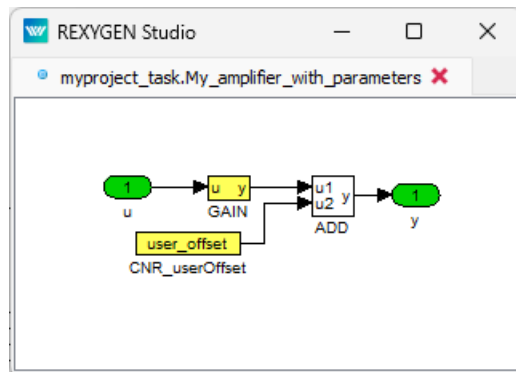 REXYGEN Studio
myproject_task.My_amplifier_with_parameters
1
u
u y
GAIN
u1
u2
y
ADD
1
y
user_offset
CNR_userOffset